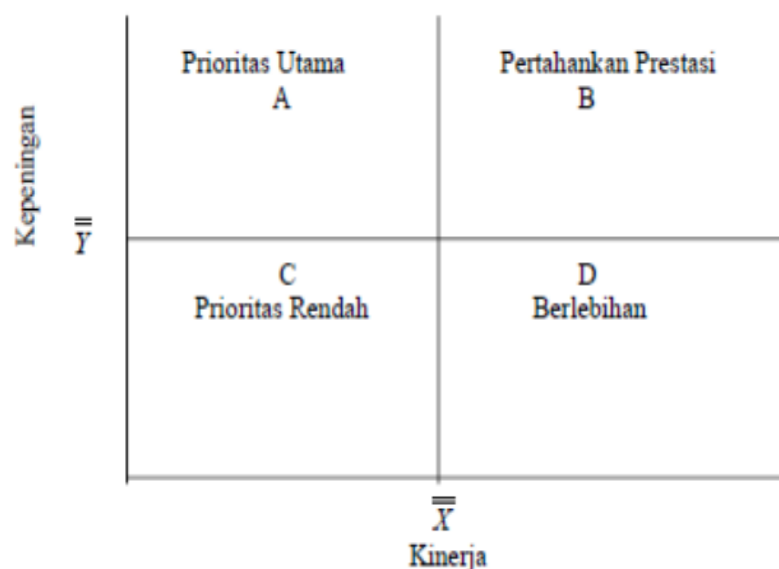 Prioritas Utama
A
Pertahankan Prestasi
B
Kepeningan
Y̿
C
Prioritas Rendah
D
Berlebihan
X̿
Kinerja